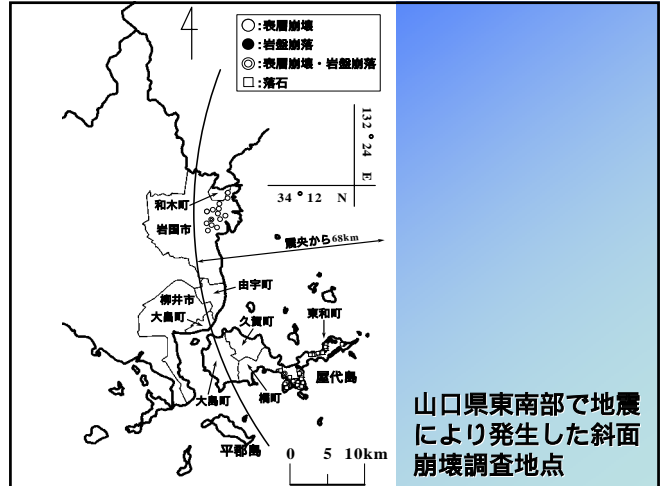 ○:表層崩壊
●:岩盤崩落
◎:表層崩壊・岩盤崩落
□:落石
132°24 E
34°12 N
和木町
岩国市
震央から68km
由宇町
柳井市
大島町
久賀町
東和町
屋代島
大島町
橘町
平郡島
0 5 10km
山口県東南部で地震
により発生した斜面
崩壊調査地点